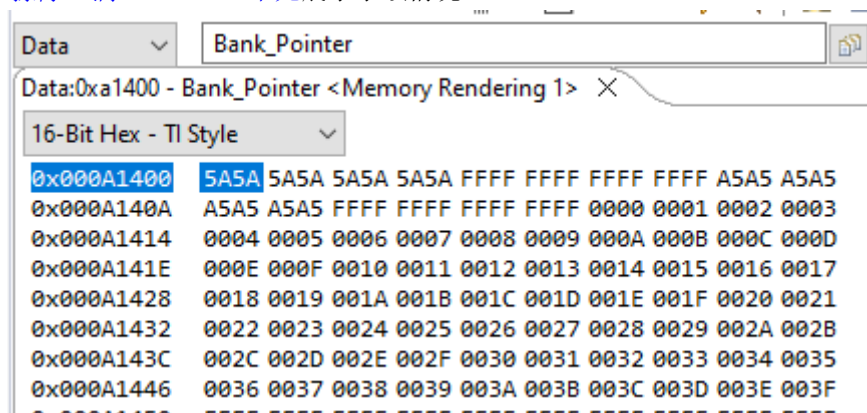 Data Bank_Pointer
Data:0xa1400 - Bank_Pointer <Memory Rendering 1>
16-Bit Hex - TI Style
0x000A1400 5A5A 5A5A 5A5A 5A5A FFFF FFFF FFFF FFFF A5A5 A5A5
0x000A140A A5A5 A5A5 FFFF FFFF FFFF FFFF 0000 0001 0002 0003
0x000A1414 0004 0005 0006 0007 0008 0009 000A 000B 000C 000D
0x000A141E 000E 000F 0010 0011 0012 0013 0014 0015 0016 0017
0x000A1428 0018 0019 001A 001B 001C 001D 001E 001F 0020 0021
0x000A1432 0022 0023 0024 0025 0026 0027 0028 0029 002A 002B
0x000A143C 002C 002D 002E 002F 0030 0031 0032 0033 0034 0035
0x000A1446 0036 0037 0038 0039 003A 003B 003C 003D 003E 003F